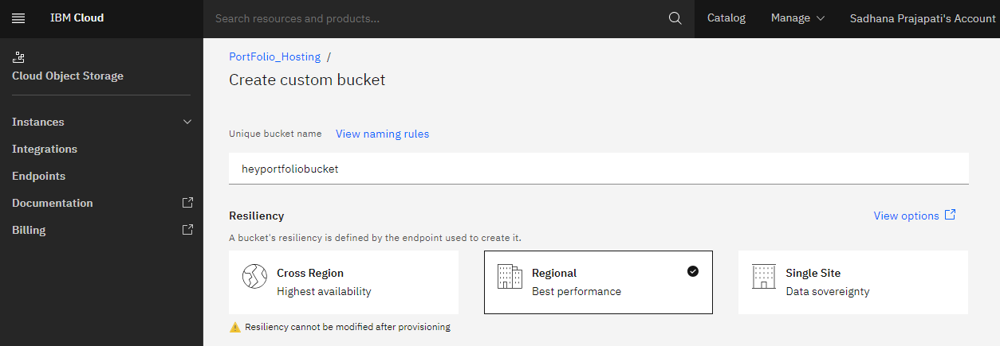 IBM Cloud
Search resources and products...
Catalog
Manage
Sadhana Prajapati's Account
Cloud Object Storage
Instances
Integrations
Endpoints
Documentation
Billing
PortFolio_Hosting /
Create custom bucket
Unique bucket name View naming rules
heyportfoliobucket
Resiliency
View options
A bucket's resiliency is defined by the endpoint used to create it.
Cross Region
Highest availability
Regional
Best performance
Single Site
Data sovereignty
Resiliency cannot be modified after provisioning